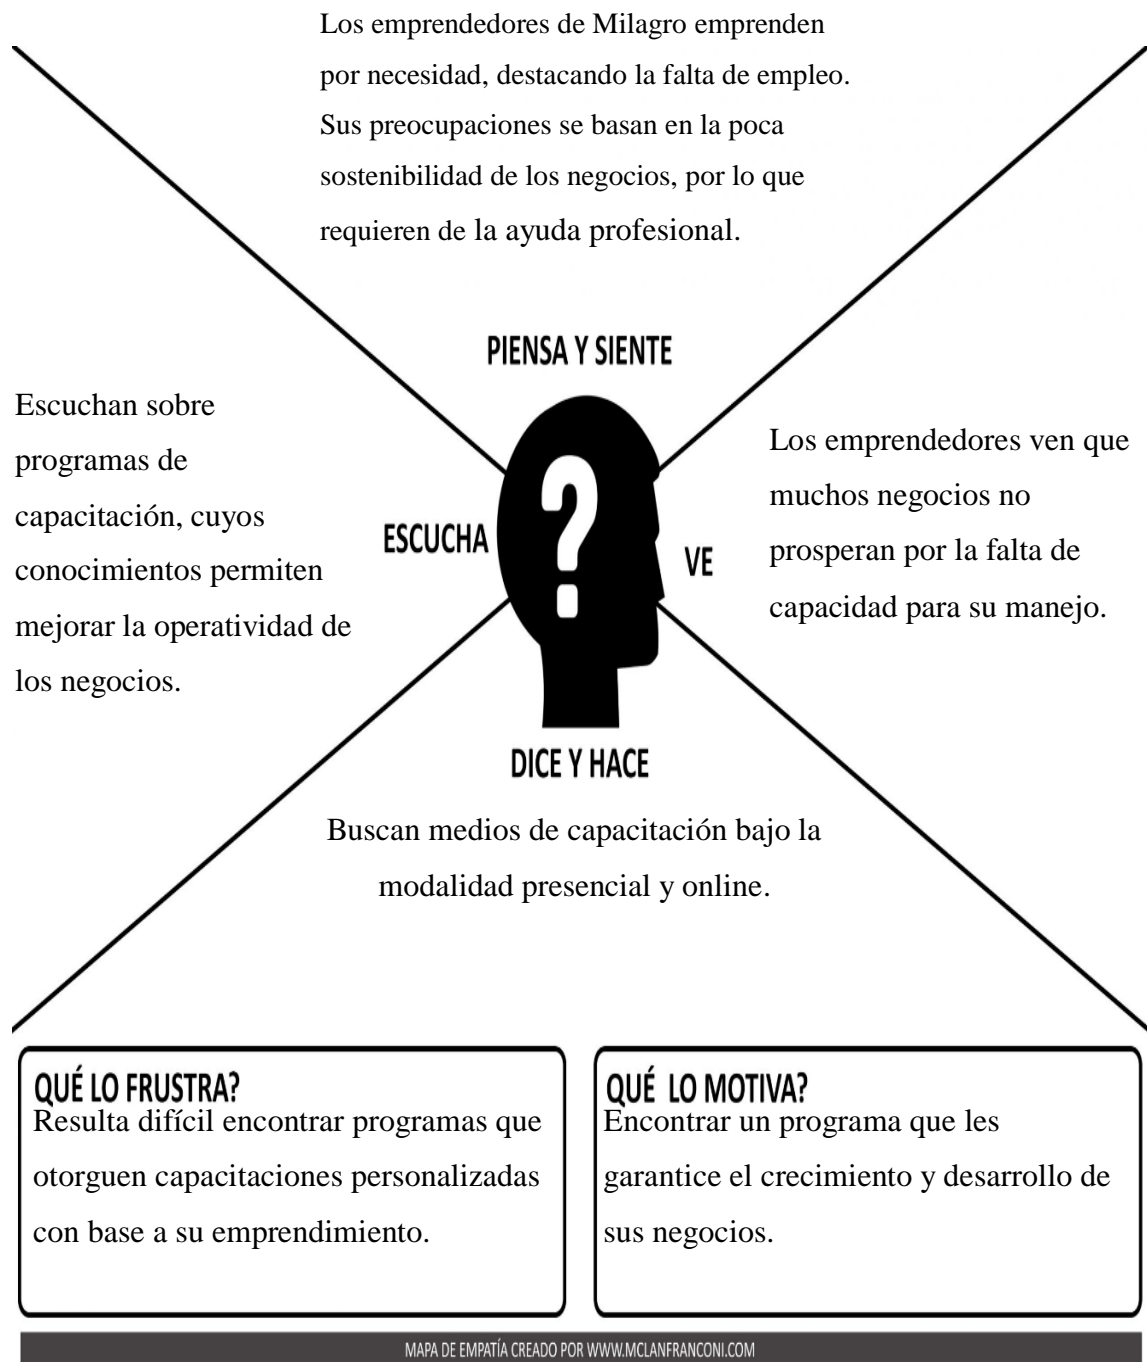 Los emprendedores de Milagro emprenden
por necesidad, destacando la falta de empleo.
Sus preocupaciones se basan en la poca
sostenibilidad de los negocios, por lo que
requieren de la ayuda profesional.
PIENSA Y SIENTE
Escuchan sobre
programas de
capacitación, cuyos
conocimientos permiten
mejorar la operatividad de
los negocios.
ESCUCHA
?
VE
Los emprendedores ven que
muchos negocios no
prosperan por la falta de
capacidad para su manejo.
DICE Y HACE
Buscan medios de capacitación bajo la
modalidad presencial y online.
QUÉ LO FRUSTRA?
Resulta difícil encontrar programas que
otorguen capacitaciones personalizadas
con base a su emprendimiento.
QUÉ LO MOTIVA?
Encontrar un programa que les
garantice el crecimiento y desarrollo de
sus negocios.
MAPA DE EMPATÍA CREADO POR WWW.MCLANFRANCONI.COM